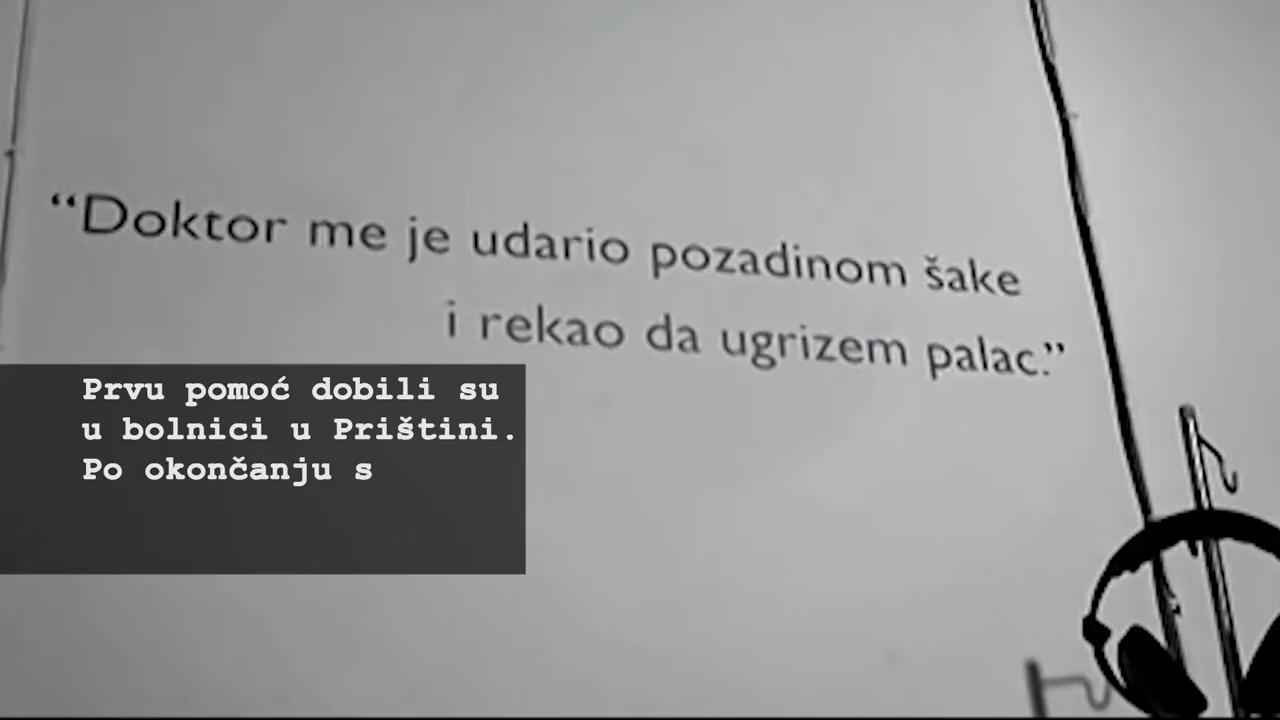 “Doktor me je udario pozadinom šake
i rekao da ugrizem palac.”
Prvu pomoć dobili su
u bolnici u Prištini.
Po okončanju s